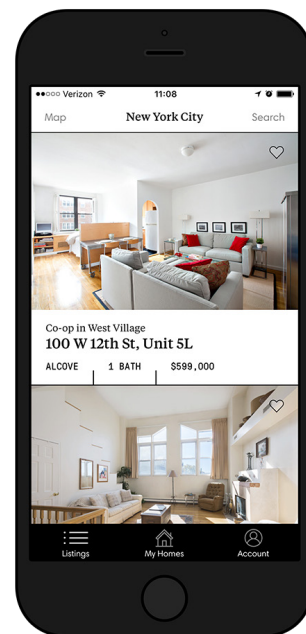 Verizon 11:08
Map New York City Search
Co-op in West Village
100 W 12th St, Unit 5L
ALCOVE 1 BATH $599,000
Listings My Homes Account